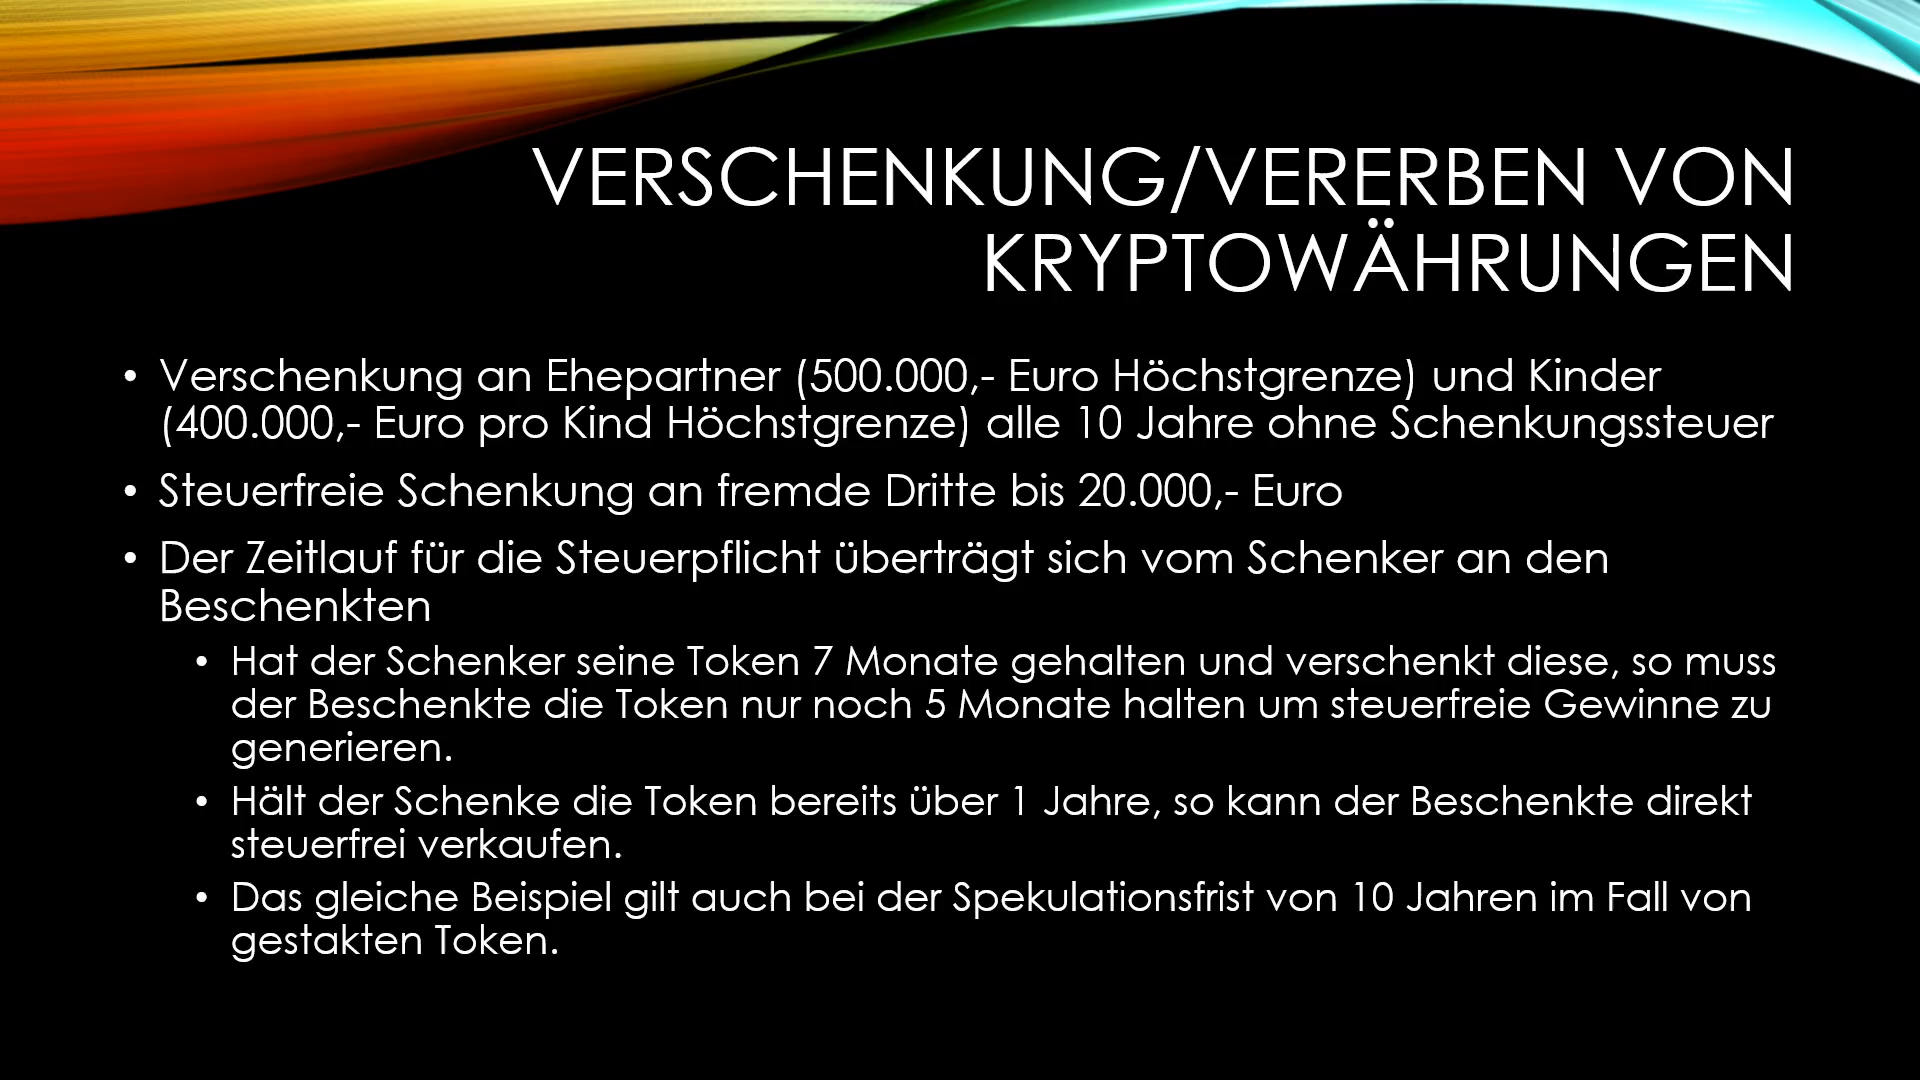 VERSCHENKUNG/VERERBEN VON
KRYPTOWÄHRUNGEN
• Verschenkung an Ehepartner (500.000,- Euro Höchstgrenze) und Kinder
(400.000,- Euro pro Kind Höchstgrenze) alle 10 Jahre ohne Schenkungssteuer
• Steuerfreie Schenkung an fremde Dritte bis 20.000,- Euro
• Der Zeitlauf für die Steuerpflicht überträgt sich vom Schenker an den
Beschenkten
• Hat der Schenker seine Token 7 Monate gehalten und verschenkt diese, so muss
der Beschenkte die Token nur noch 5 Monate halten um steuerfreie Gewinne zu
generieren.
• Hält der Schenke die Token bereits über 1 Jahre, so kann der Beschenkte direkt
steuerfrei verkaufen.
• Das gleiche Beispiel gilt auch bei der Spekulationsfrist von 10 Jahren im Fall von
gestakten Token.